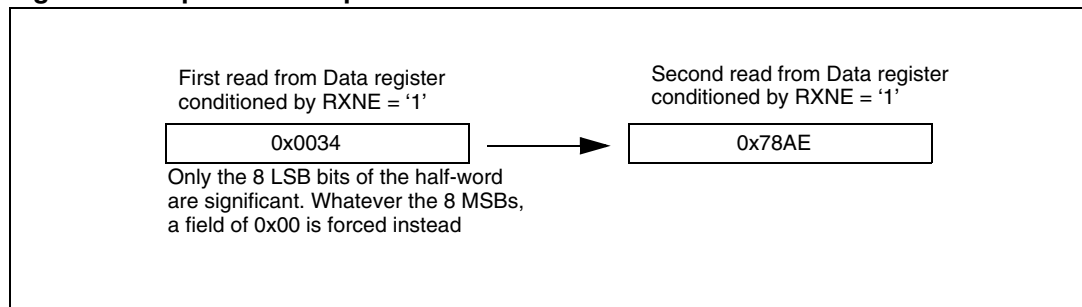 First read from Data register
conditioned by RXNE = ‘1’
Second read from Data register
conditioned by RXNE = ‘1’
0x0034
0x78AE
Only the 8 LSB bits of the half-word
are significant. Whatever the 8 MSBs,
a field of 0x00 is forced instead